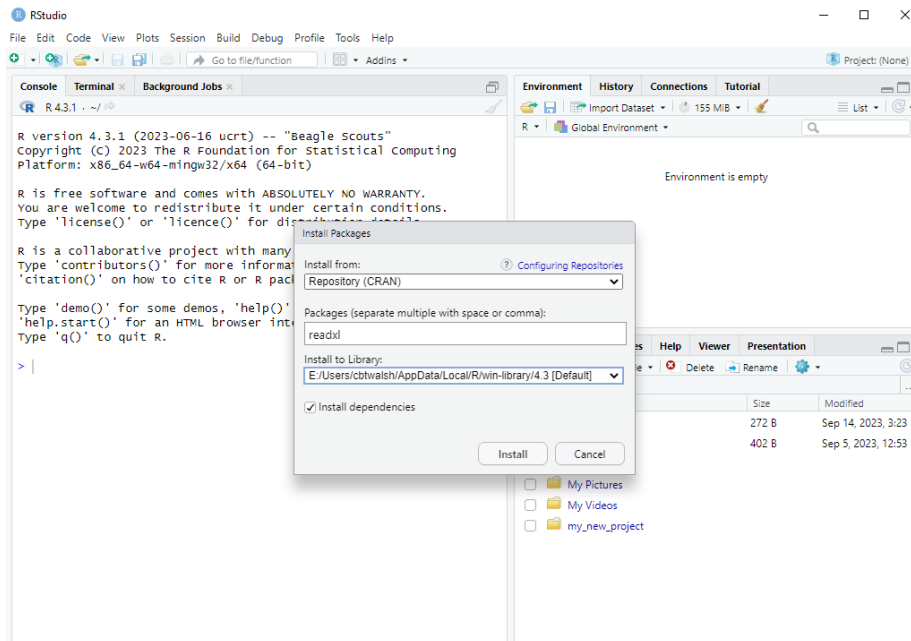 RStudio
File Edit Code View Plots Session Build Debug Profile Tools Help
Go to file/function
Addins
Project: (None)
Console Terminal Background Jobs
R 4.3.1 · ~/
R version 4.3.1 (2023-06-16 ucrt) -- "Beagle Scouts"
Copyright (C) 2023 The R Foundation for Statistical Computing
Platform: x86_64-w64-mingw32/x64 (64-bit)
R is free software and comes with ABSOLUTELY NO WARRANTY.
You are welcome to redistribute it under certain conditions.
Type 'license()' or 'licence()' for distribution details.
R is a collaborative project with many
Type 'contributors()' for more informa
'citation()' on how to cite R or R pac
Type 'demo()' for some demos, 'help()'
'help.start()' for an HTML browser int
Type 'q()' to quit R.
>
Install Packages
Install from:
? Configuring Repositories
Repository (CRAN)
Packages (separate multiple with space or comma):
readxl
Install to Library:
E:/Users/cbtwalsh/AppData/Local/R/win-library/4.3 [Default]
Install dependencies
Install Cancel
Environment History Connections Tutorial
Import Dataset 155 MiB List
R Global Environment
Environment is empty
es Help Viewer Presentation
e Delete Rename
Size Modified
272 B Sep 14, 2023, 3:23
402 B Sep 5, 2023, 12:53
My Pictures
My Videos
my_new_project